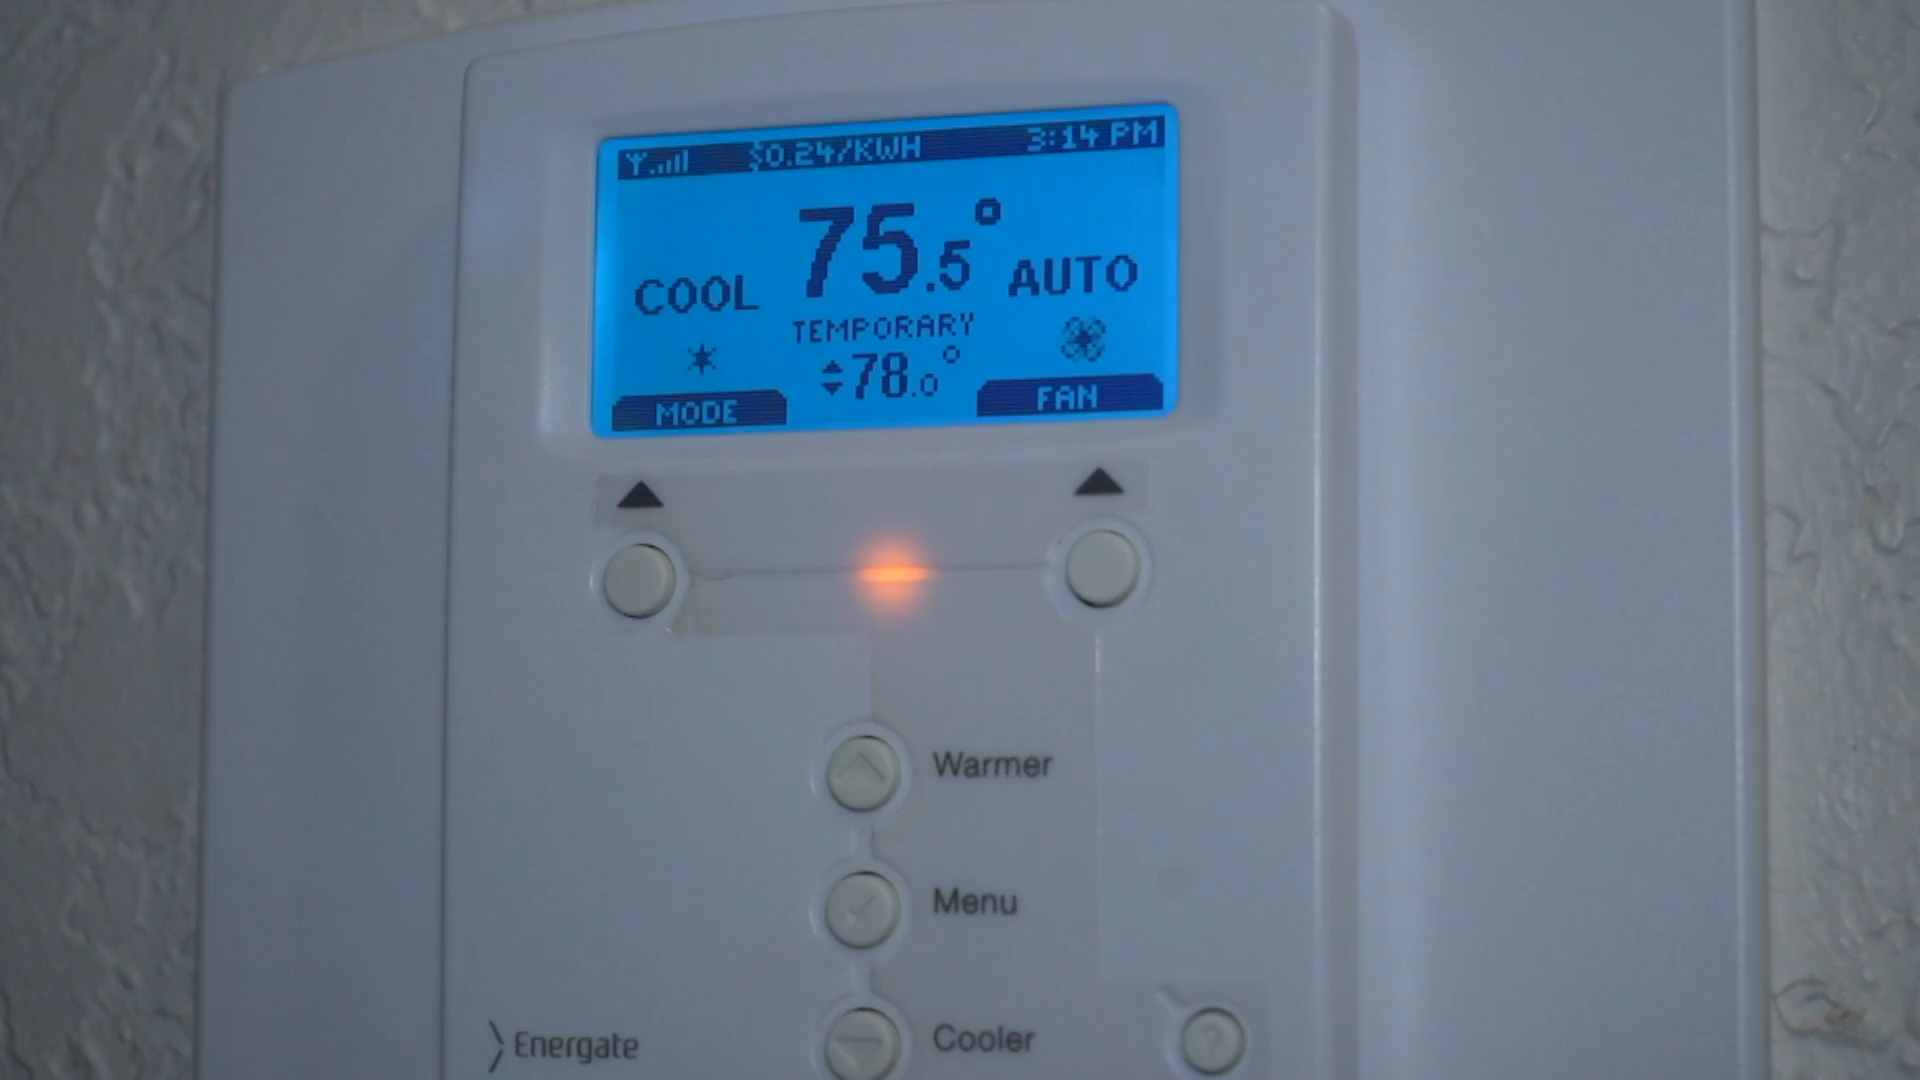 $0.24/KWH 3:14 PM
75.5°
COOL AUTO
TEMPORARY
78.0°
MODE FAN
Warmer
Menu
Cooler
Energate
?